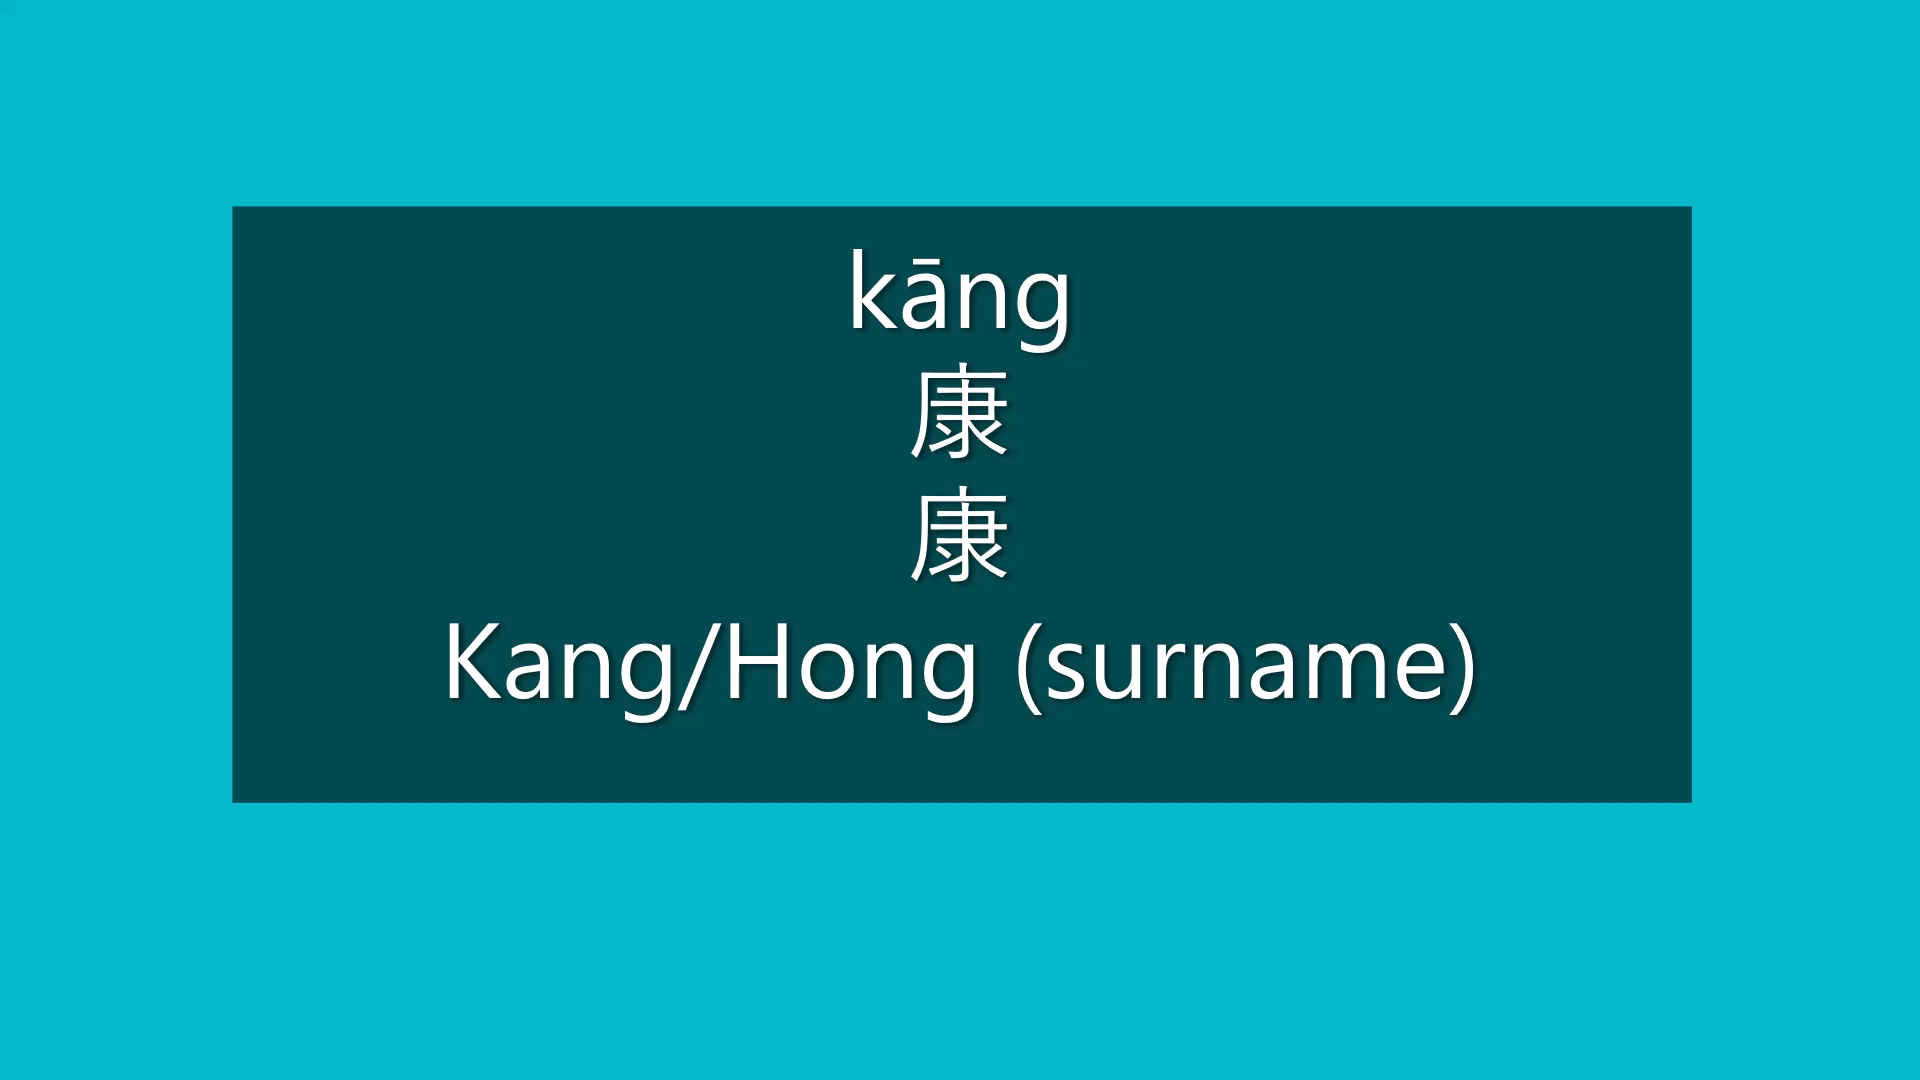 kāng
康
康
Kang/Hong (surname)